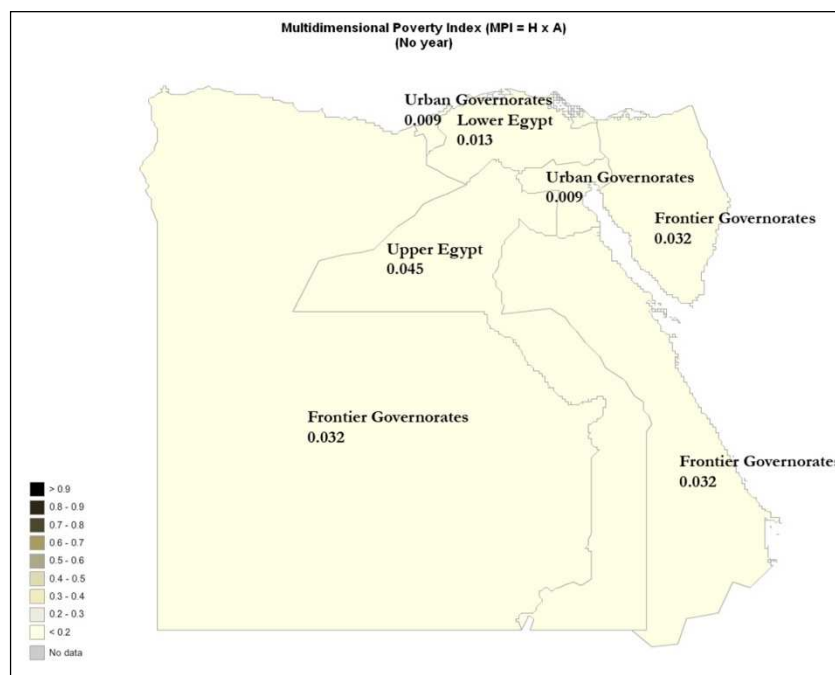 Multidimensional Poverty Index (MPI = H x A)
(No year)
Urban Governorates
0.009
Lower Egypt
0.013
Urban Governorates
0.009
Frontier Governorates
0.032
Upper Egypt
0.045
Frontier Governorates
0.032
Frontier Governorates
0.032
> 0.9
0.8 - 0.9
0.7 - 0.8
0.6 - 0.7
0.5 - 0.6
0.4 - 0.5
0.3 - 0.4
0.2 - 0.3
< 0.2
No data